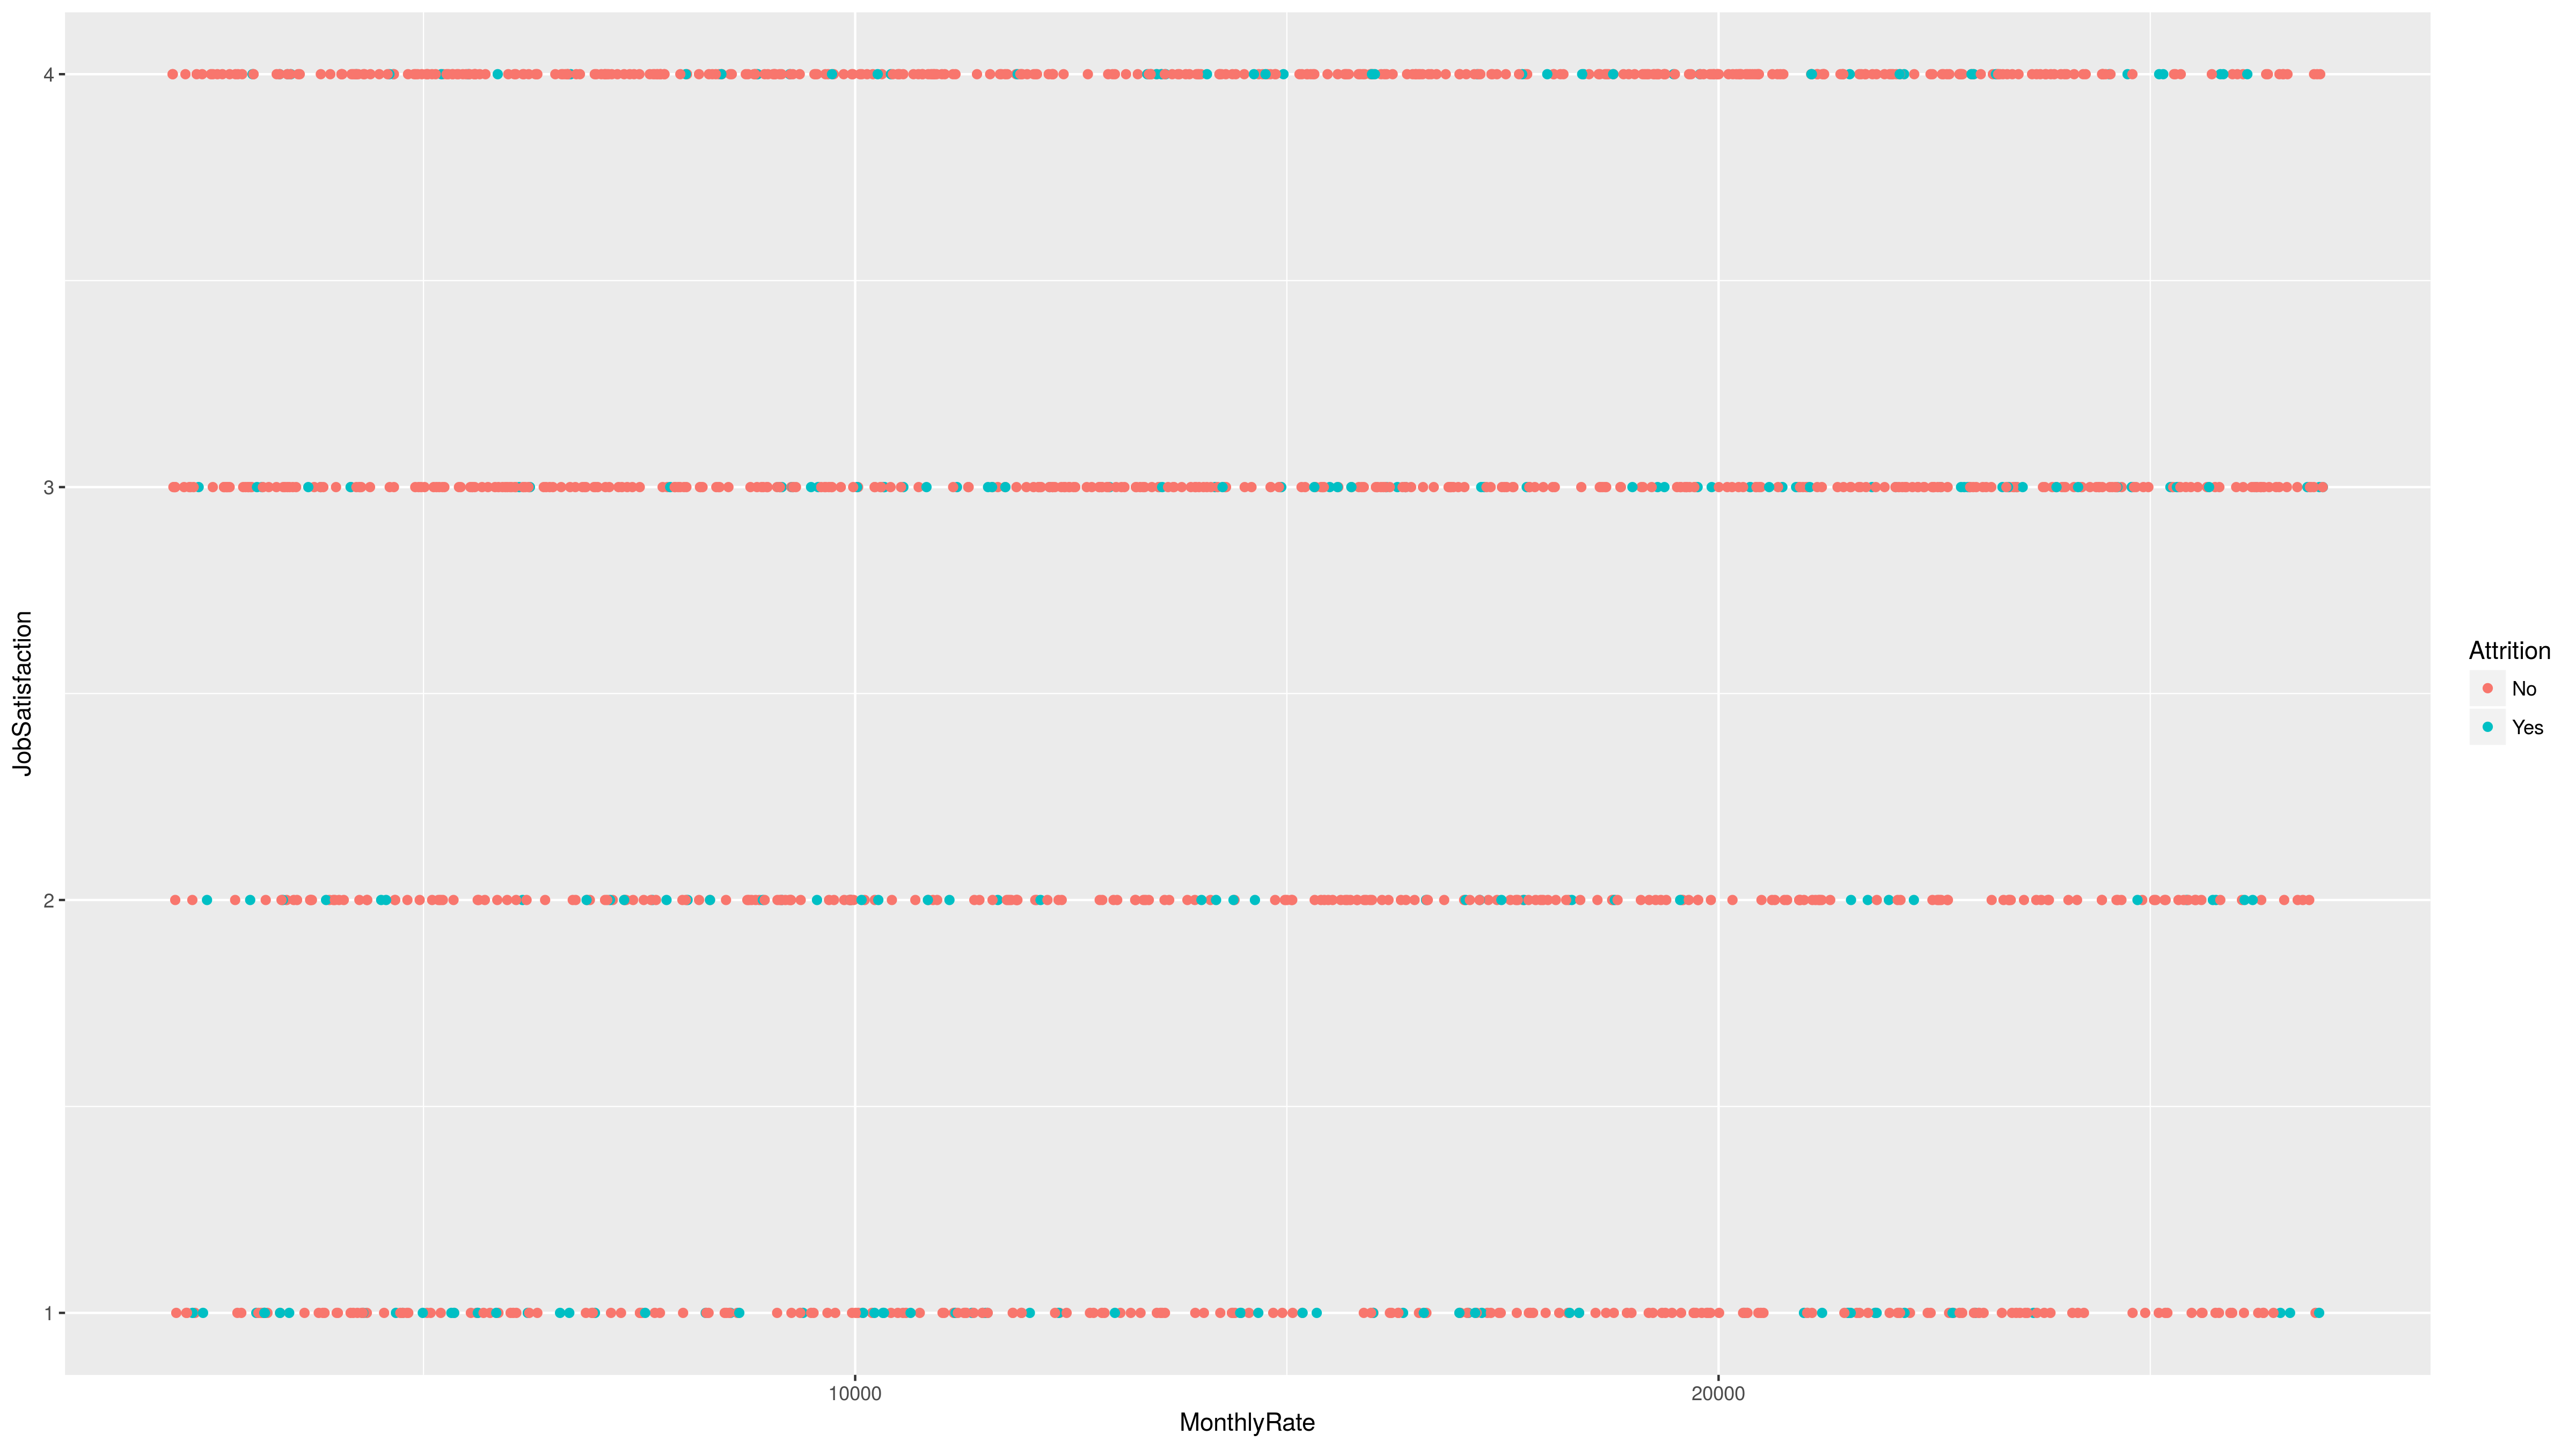 4
3
2
1
JobSatisfaction
10000
20000
MonthlyRate
Attrition
No
Yes